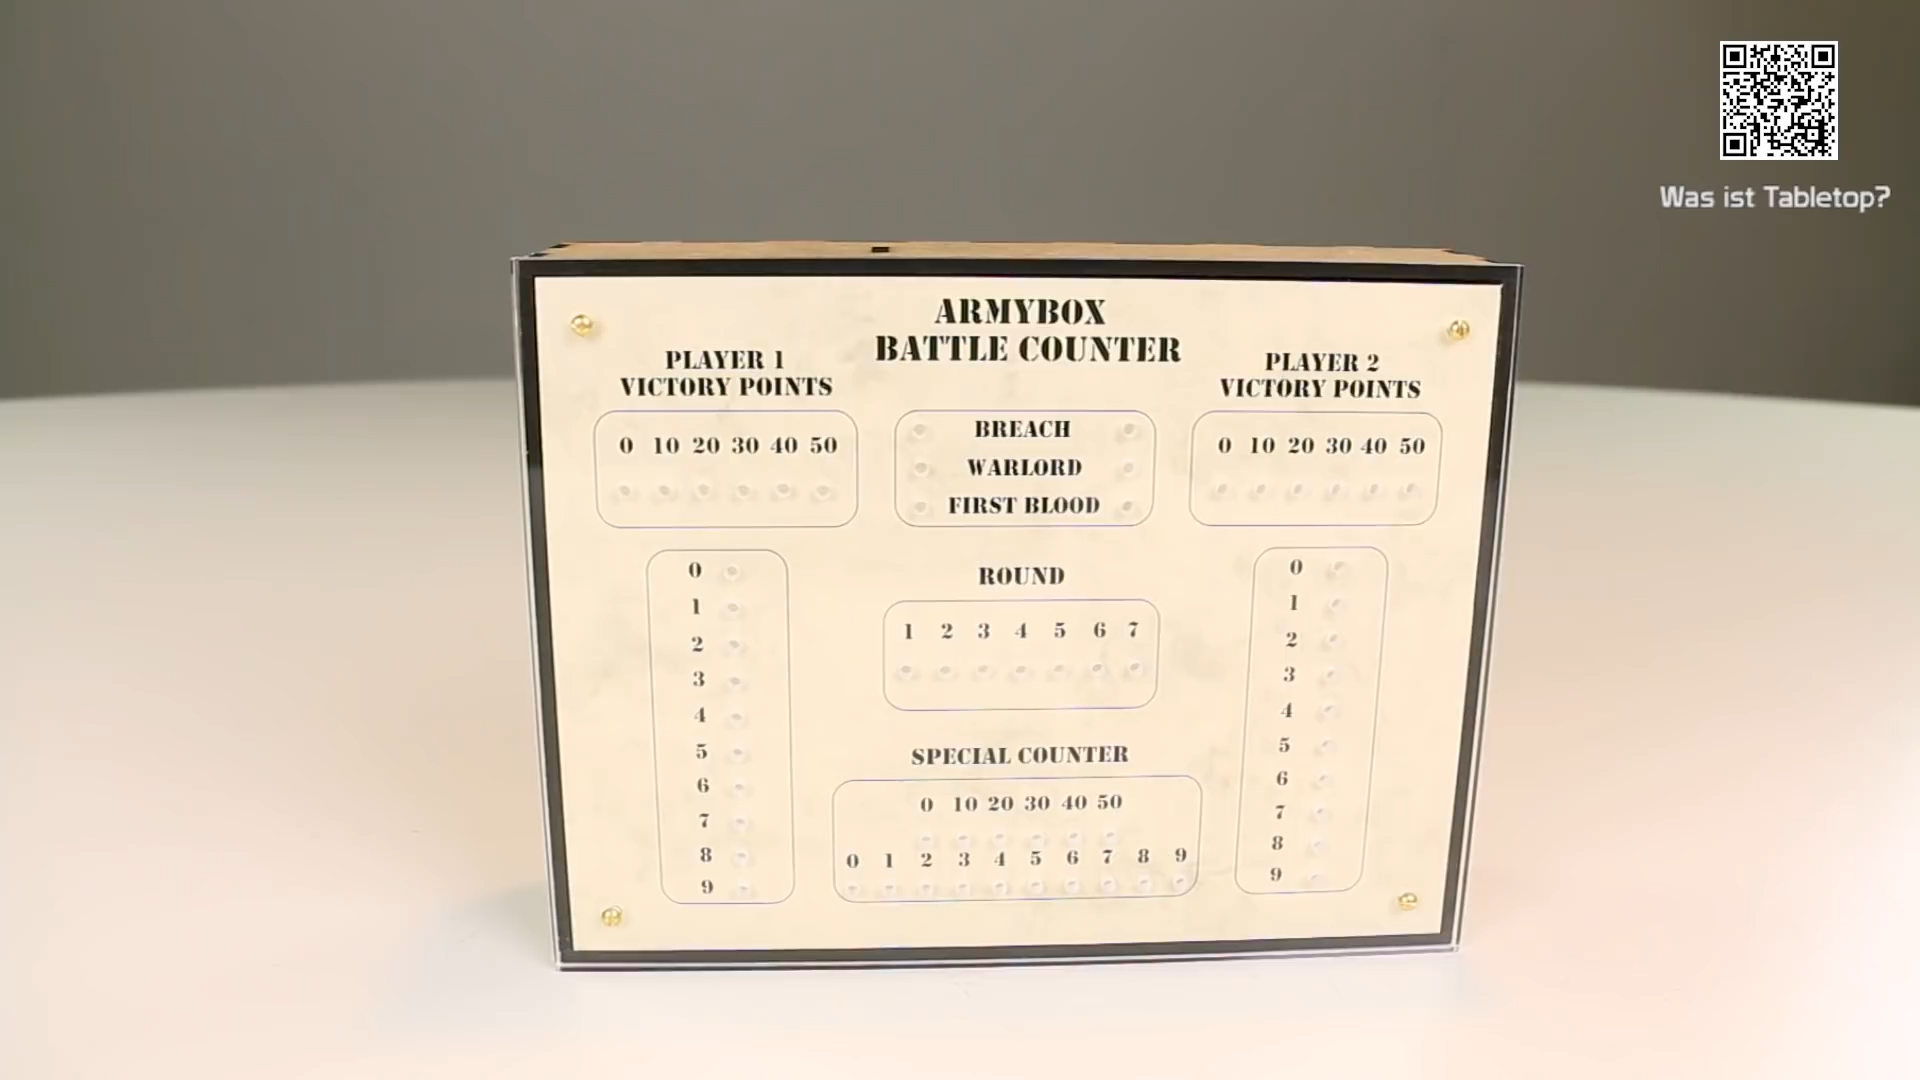 Was ist Tabletop?
ARMYBOX
BATTLE COUNTER
PLAYER 1
VICTORY POINTS
0 10 20 30 40 50
BREACH
WARLORD
FIRST BLOOD
PLAYER 2
VICTORY POINTS
0 10 20 30 40 50
0
1
2
3
4
5
6
7
8
9
ROUND
1 2 3 4 5 6 7
SPECIAL COUNTER
0 10 20 30 40 50
0 1 2 3 4 5 6 7 8 9
0
1
2
3
4
5
6
7
8
9